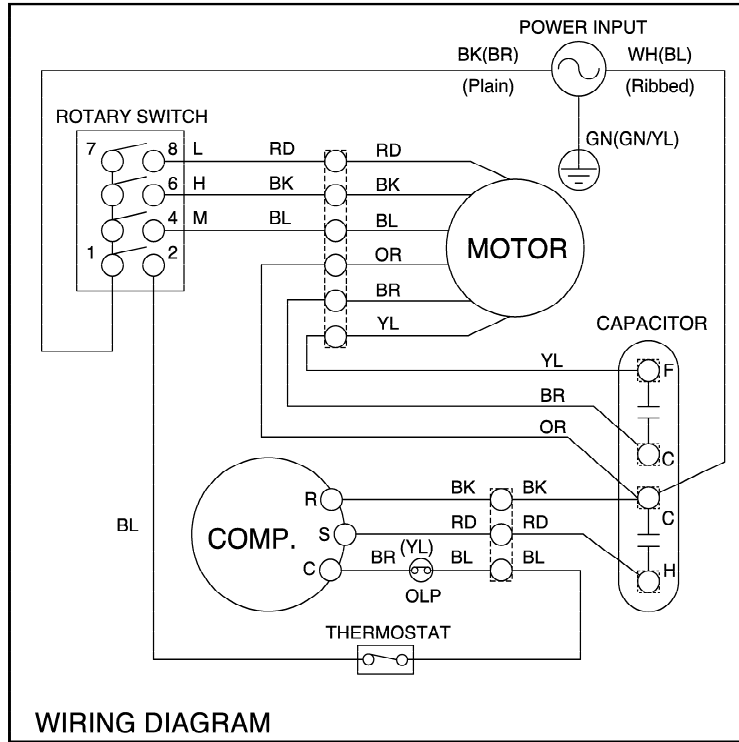 POWER INPUT
BK(BR) WH(BL)
(Plain) (Ribbed)
ROTARY SWITCH
GN(GN/YL)
7 8 L RD RD
6 H BK BK
4 M BL BL
MOTOR
1 2 OR
BR
YL
CAPACITOR
YL F
BR
OR
C
R BK BK
C
COMP. S RD RD
BL
C BR (YL) BL BL H
OLP
THERMOSTAT
WIRING DIAGRAM